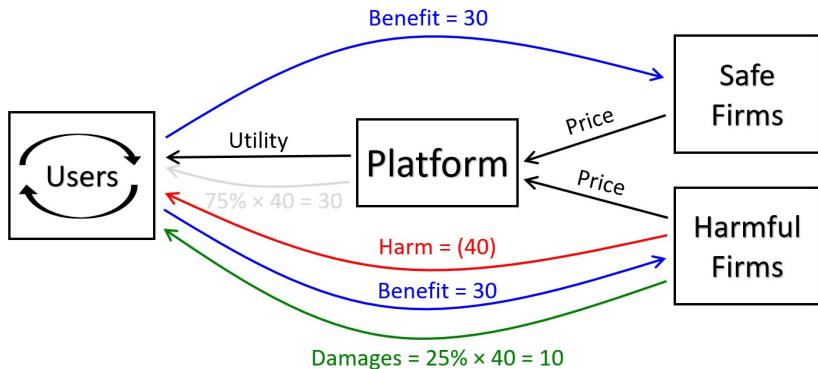 Benefit = 30
Safe
Firms
Price
Utility
Platform
Users
Price
75% × 40 = 30
Harmful
Firms
Harm = (40)
Benefit = 30
Damages = 25% × 40 = 10